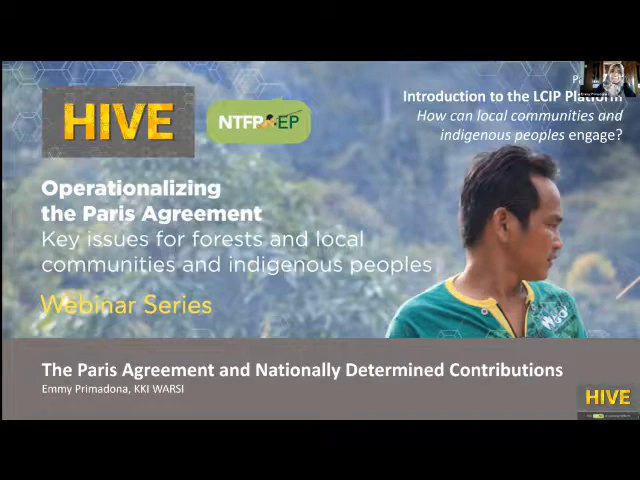 HIVE
NTFP EP
Introduction to the LCIP Platform
How can local communities and
indigenous peoples engage?
Operationalizing
the Paris Agreement
Key issues for forests and local
communities and indigenous peoples
Webinar Series
The Paris Agreement and Nationally Determined Contributions
Emmy Primadona, KKI WARSI
HIVE